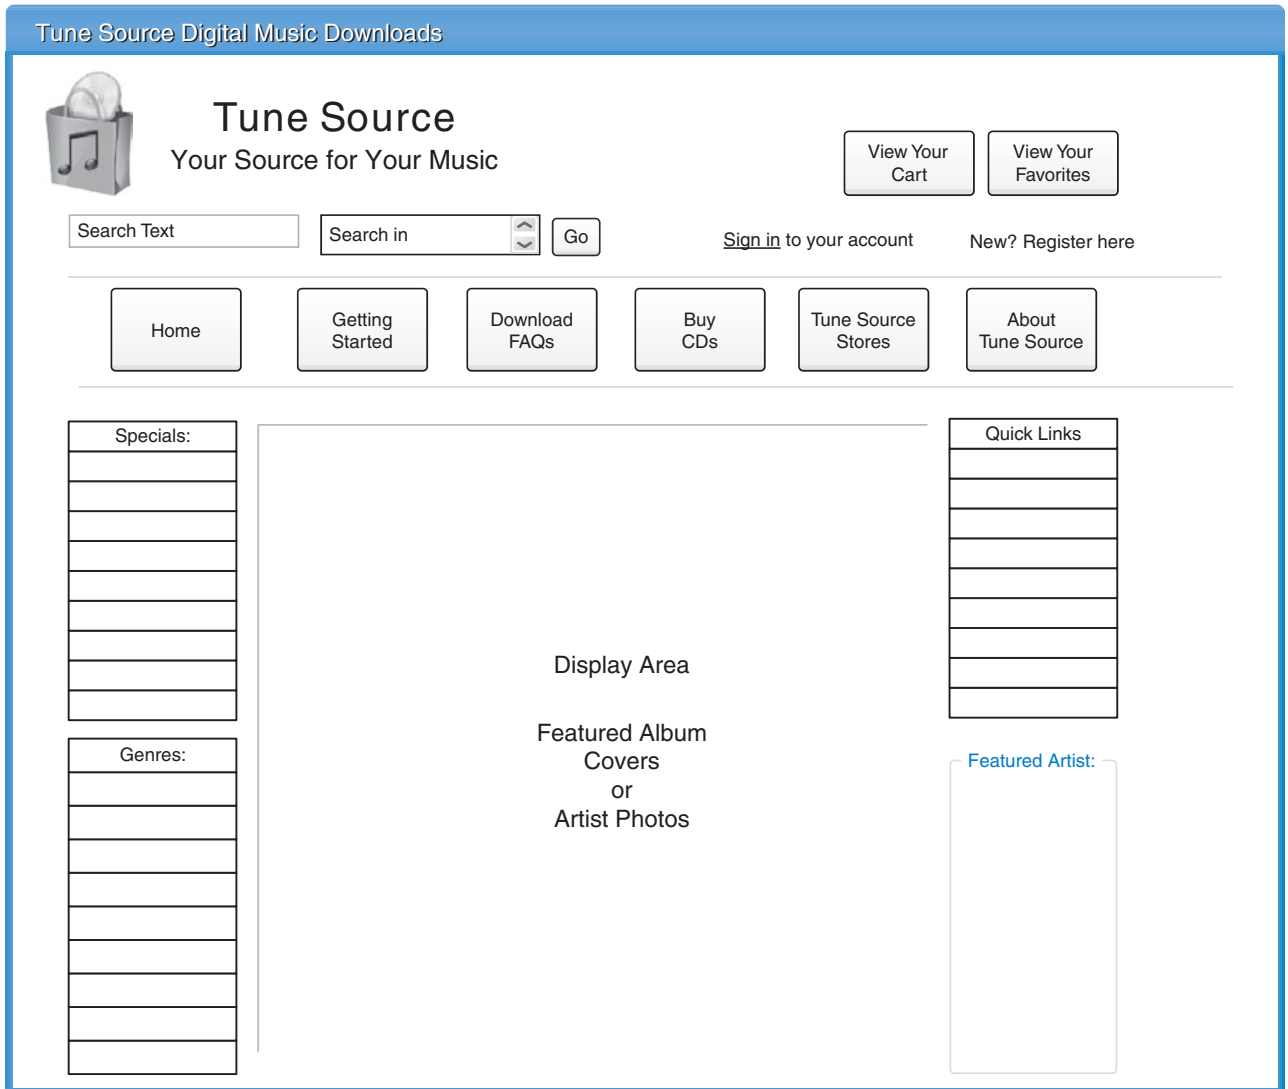 Tune Source Digital Music Downloads
Tune Source
Your Source for Your Music
View Your
Cart
View Your
Favorites
Search Text
Search in
Go
Sign in to your account
New? Register here
Home
Getting
Started
Download
FAQs
Buy
CDs
Tune Source
Stores
About
Tune Source
Specials:
Genres:
Display Area
Featured Album
Covers
or
Artist Photos
Quick Links
Featured Artist: